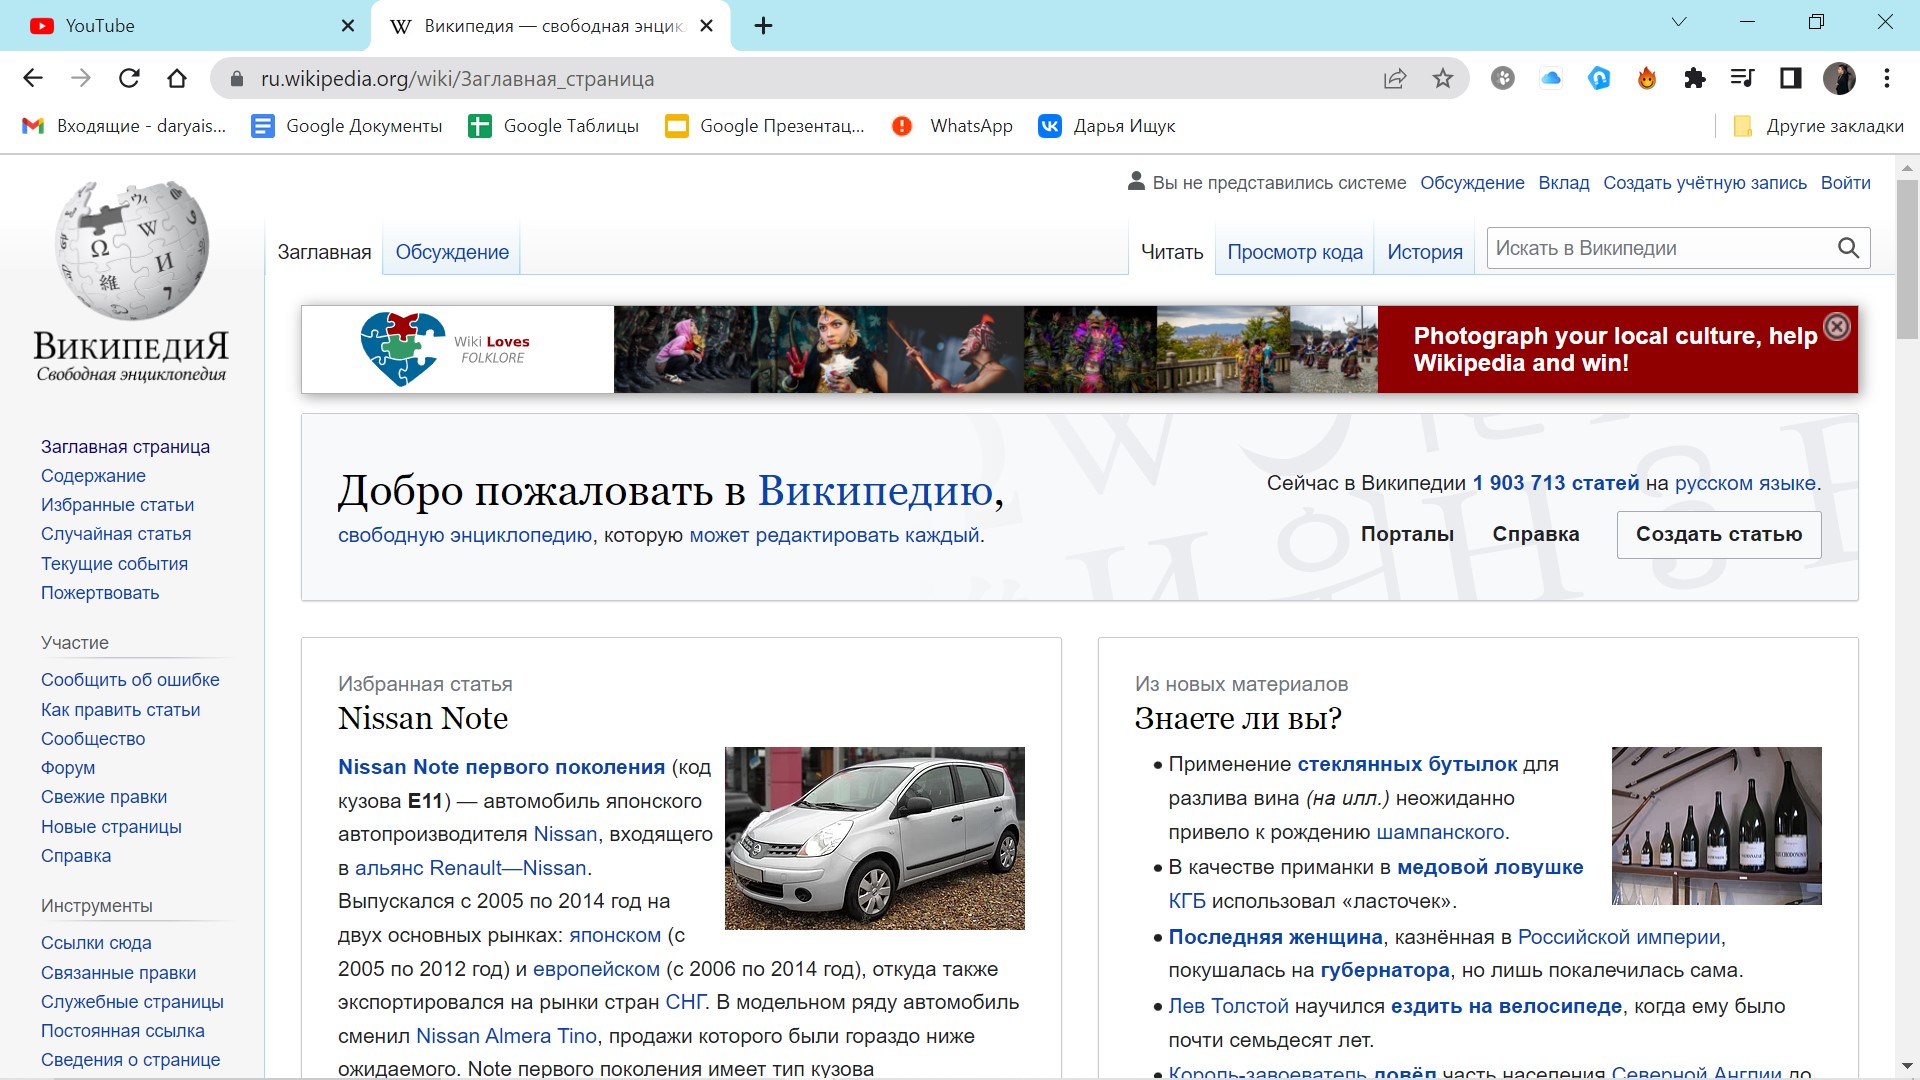 YouTube
Википедия — свободная энцик
ru.wikipedia.org/wiki/Заглавная_страница
Входящие - daryais...
Google Документы
Google Таблицы
Google Презентац...
WhatsApp
Дарья Ищук
Другие закладки
Вы не представились системе
Обсуждение
Вклад
Создать учётную запись
Войти
ВикипедиЯ
Свободная энциклопедия
Заглавная
Обсуждение
Читать
Просмотр кода
История
Искать в Википедии
Wiki Loves
FOLKLORE
Photograph your local culture, help
Wikipedia and win!
Заглавная страница
Содержание
Избранные статьи
Случайная статья
Текущие события
Пожертвовать
Участие
Сообщить об ошибке
Как править статьи
Сообщество
Форум
Свежие правки
Новые страницы
Справка
Инструменты
Ссылки сюда
Связанные правки
Служебные страницы
Постоянная ссылка
Сведения о странице
Добро пожаловать в Википедию,
свободную энциклопедию, которую может редактировать каждый.
Сейчас в Википедии 1 903 713 статей на русском языке.
Порталы
Справка
Создать статью
Избранная статья
Nissan Note
Nissan Note первого поколения (код
кузова E11) — автомобиль японского
автопроизводителя Nissan, входящего
в альянс Renault—Nissan.
Выпускался с 2005 по 2014 год на
двух основных рынках: японском (с
2005 по 2012 год) и европейском (с 2006 по 2014 год), откуда также
экспортировался на рынки стран СНГ. В модельном ряду автомобиль
сменил Nissan Almera Tino, продажи которого были гораздо ниже
ожидаемого. Note первого поколения имеет тип кузова
Из новых материалов
Знаете ли вы?
• Применение стеклянных бутылок для
разлива вина (на илл.) неожиданно
привело к рождению шампанского.
• В качестве приманки в медовой ловушке
КГБ использовал «ласточек».
• Последняя женщина, казнённая в Российской империи,
покушалась на губернатора, но лишь покалечилась сама.
• Лев Толстой научился ездить на велосипеде, когда ему было
почти семьдесят лет.
• Король-завоеватель довёл часть населения Северной Англии до